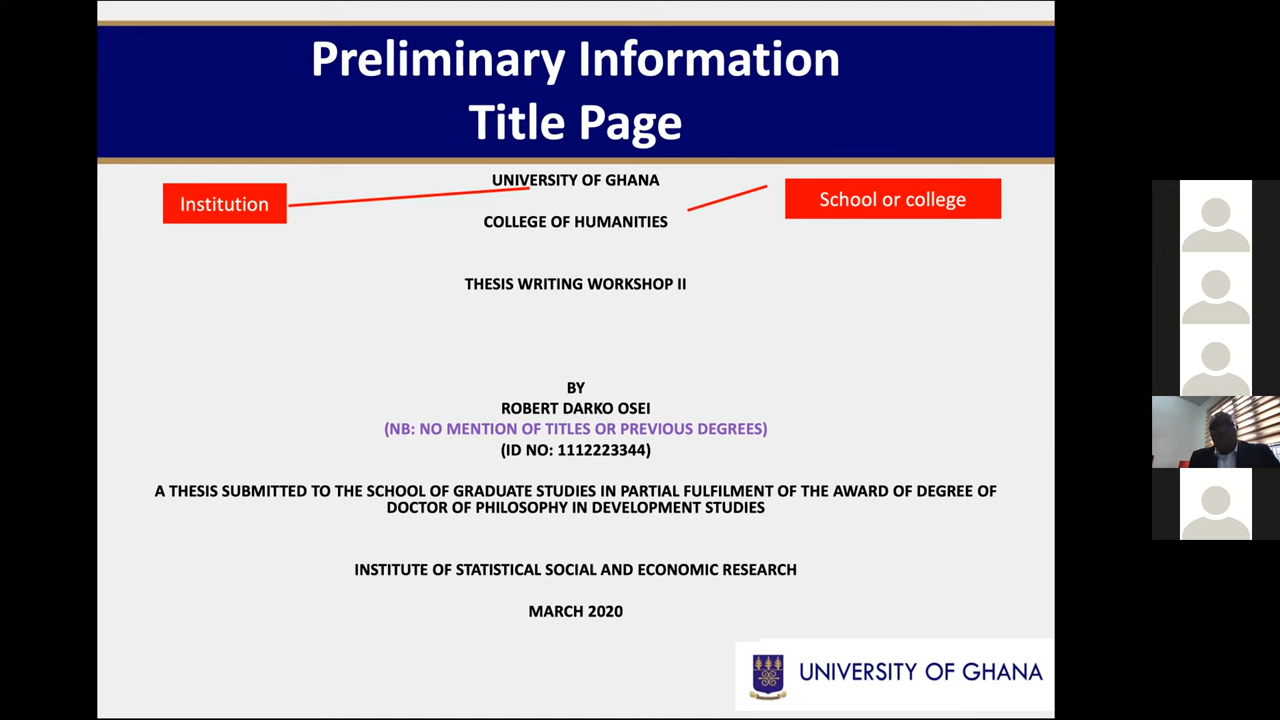 Preliminary Information
Title Page
UNIVERSITY OF GHANA
Institution
School or college
COLLEGE OF HUMANITIES
THESIS WRITING WORKSHOP II
BY
ROBERT DARKO OSEI
(NB: NO MENTION OF TITLES OR PREVIOUS DEGREES)
(ID NO: 1112223344)
A THESIS SUBMITTED TO THE SCHOOL OF GRADUATE STUDIES IN PARTIAL FULFILMENT OF THE AWARD OF DEGREE OF
DOCTOR OF PHILOSOPHY IN DEVELOPMENT STUDIES
INSTITUTE OF STATISTICAL SOCIAL AND ECONOMIC RESEARCH
MARCH 2020
UNIVERSITY OF GHANA